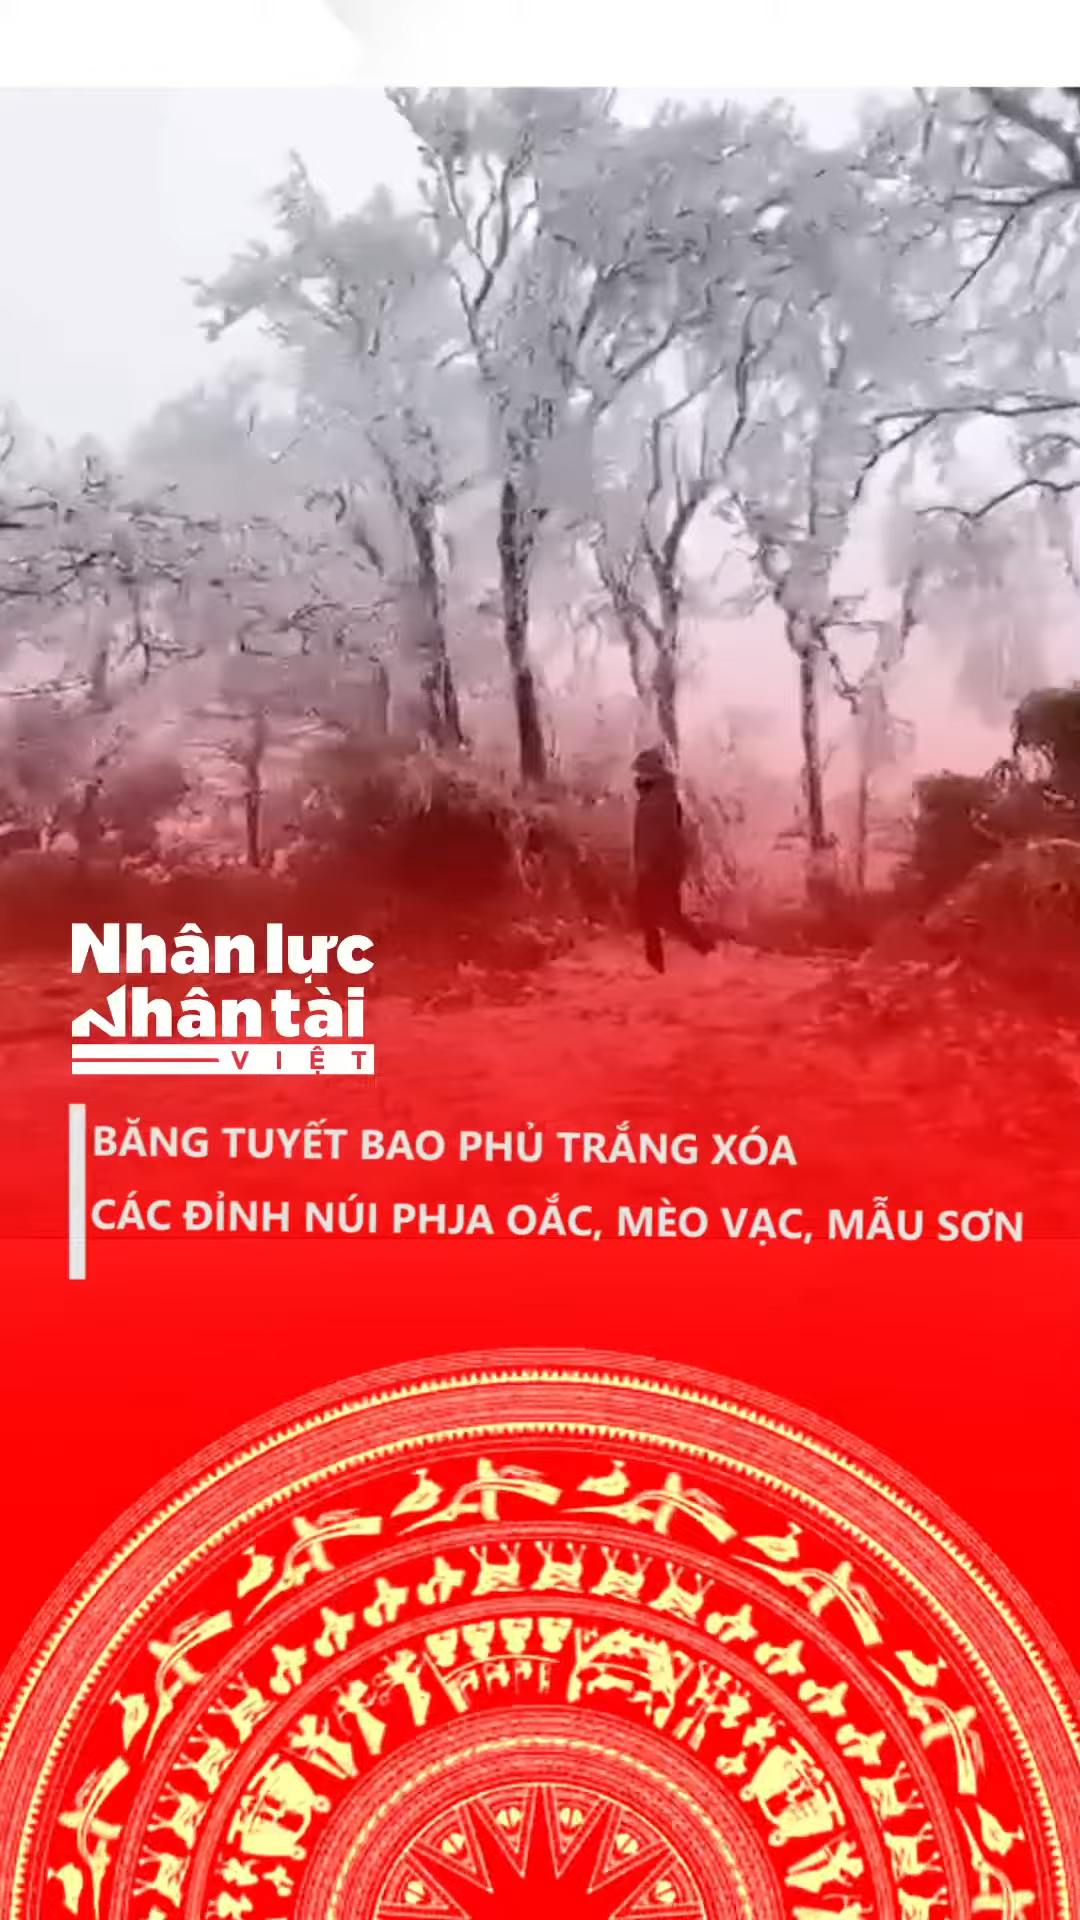 Nhân lực
Nhân tài
VIỆT
BĂNG TUYẾT BAO PHỦ TRẮNG XÓA
CÁC ĐỈNH NÚI PHJA OẮC, MÈO VẠC, MẪU SƠN